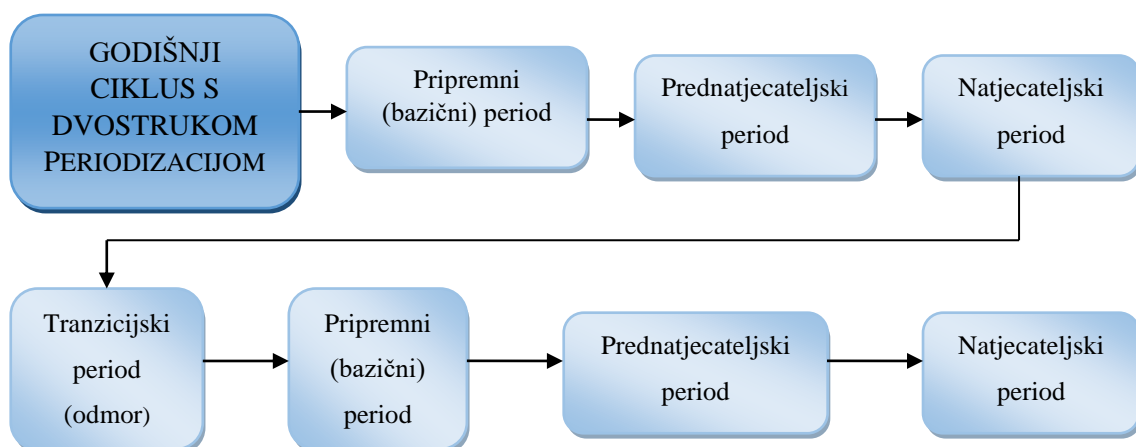 GODIŠNJI
CIKLUS S
DVOSTRUKOM
PERIODIZACIJOM
Pripremni
(bazični) period
Prednatjecateljski
period
Natjecateljski
period
Tranzicijski
period
(odmor)
Pripremni
(bazični)
period
Prednatjecateljski
period
Natjecateljski
period